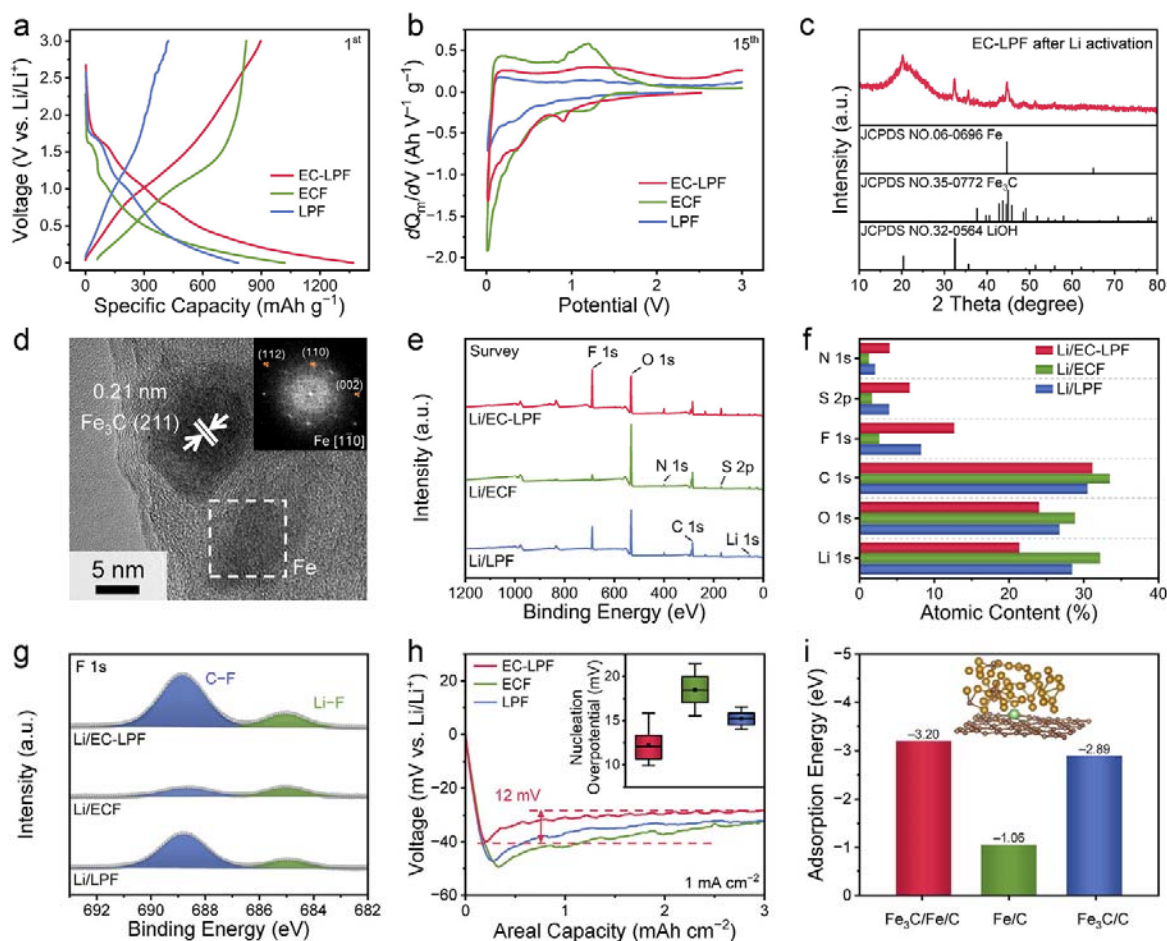 a
1st
Voltage (V vs. Li/Li⁺)
3.0
2.5
2.0
1.5
1.0
0.5
0
EC-LPF
ECF
LPF
0 300 600 900 1200
Specific Capacity (mAh g⁻¹)
b
15th
dQₘ/dV (Ah V⁻¹ g⁻¹)
0.5
0.0
−0.5
−1.0
−1.5
−2.0
EC-LPF
ECF
LPF
0 1 2 3
Potential (V)
c
EC-LPF after Li activation
Intensity (a.u.)
JCPDS NO.06-0696 Fe
JCPDS NO.35-0772 Fe₃C
JCPDS NO.32-0564 LiOH
10 20 30 40 50 60 70 80
2 Theta (degree)
d
0.21 nm
Fe₃C (211)
(112)
(110)
(002)
Fe [1-10]
Fe
5 nm
e
Survey
F 1s
O 1s
Li/EC-LPF
N 1s
S 2p
Li/ECF
C 1s
Li 1s
Li/LPF
Intensity (a.u.)
1200 1000 800 600 400 200 0
Binding Energy (eV)
f
N 1s
S 2p
F 1s
C 1s
O 1s
Li 1s
Li/EC-LPF
Li/ECF
Li/LPF
0 10 20 30 40
Atomic Content (%)
g
F 1s
C−F
Li−F
Li/EC-LPF
Li/ECF
Li/LPF
Intensity (a.u.)
692 690 688 686 684 682
Binding Energy (eV)
h
Voltage (mV vs. Li/Li⁺)
20
0
−20
−40
−60
EC-LPF
ECF
LPF
Nucleation
Overpotential (mV)
20
15
10
12 mV
1 mA cm⁻²
0 1 2 3
Areal Capacity (mAh cm⁻²)
i
Adsorption Energy (eV)
−5
−4
−3
−2
−1
0
−3.20
−1.06
−2.89
Fe₃C/Fe/C Fe/C Fe₃C/C